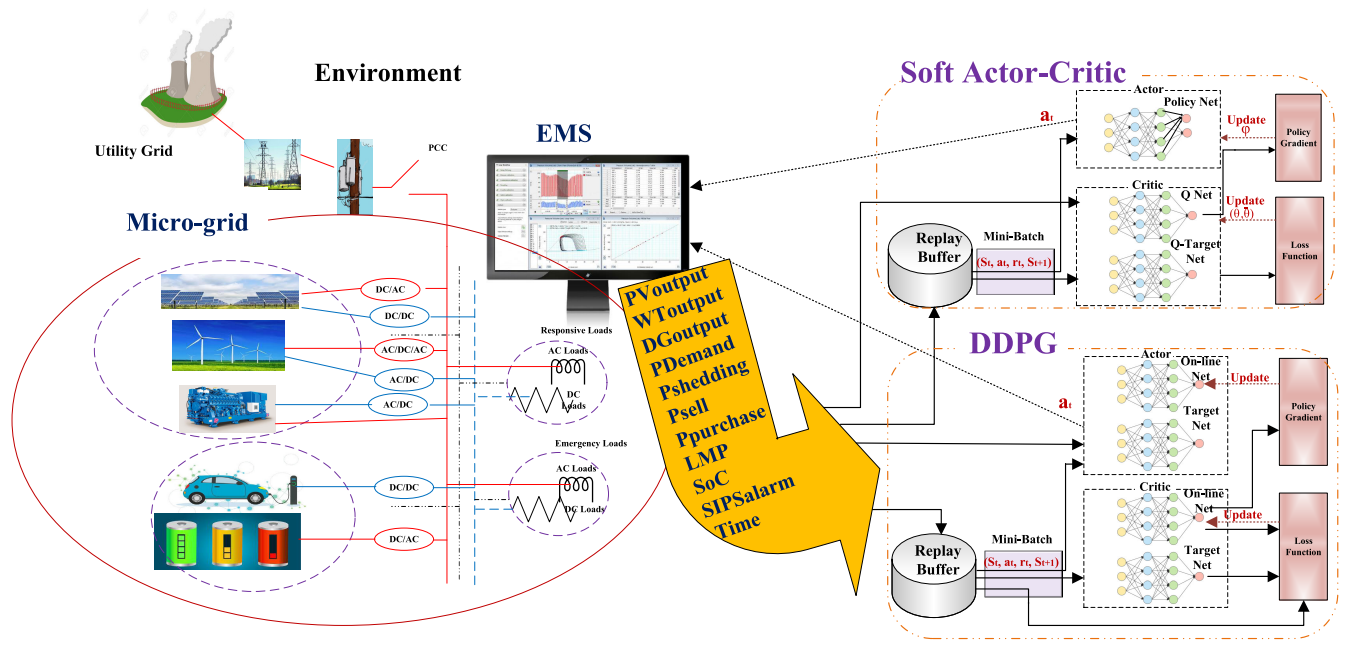 Environment
Utility Grid
PCC
EMS
Micro-grid
DC/AC
DC/DC
AC/DC/AC
AC/DC
AC/DC
DC/DC
DC/AC
Responsive Loads
AC Loads
DC
Loads
Emergency Loads
AC Loads
DC Loads
PVoutput
WToutput
DGoutput
PDemand
Pshedding
Psell
Ppurchase
LMP
SoC
SIPSalarm
Time
Soft Actor-Critic
at
Actor
Policy Net
Update
φ
Policy
Gradient
Critic
Q Net
Update
(θ,θ̄)
Q-Target
Net
Loss
Function
Replay
Buffer
Mini-Batch
(St, at, rt, St+1)
DDPG
at
Actor
On-line
Net
Update
Target
Net
Policy
Gradient
Critic
On-line
Net
Update
Target
Net
Loss
Function
Replay
Buffer
Mini-Batch
(St, at, rt, St+1)